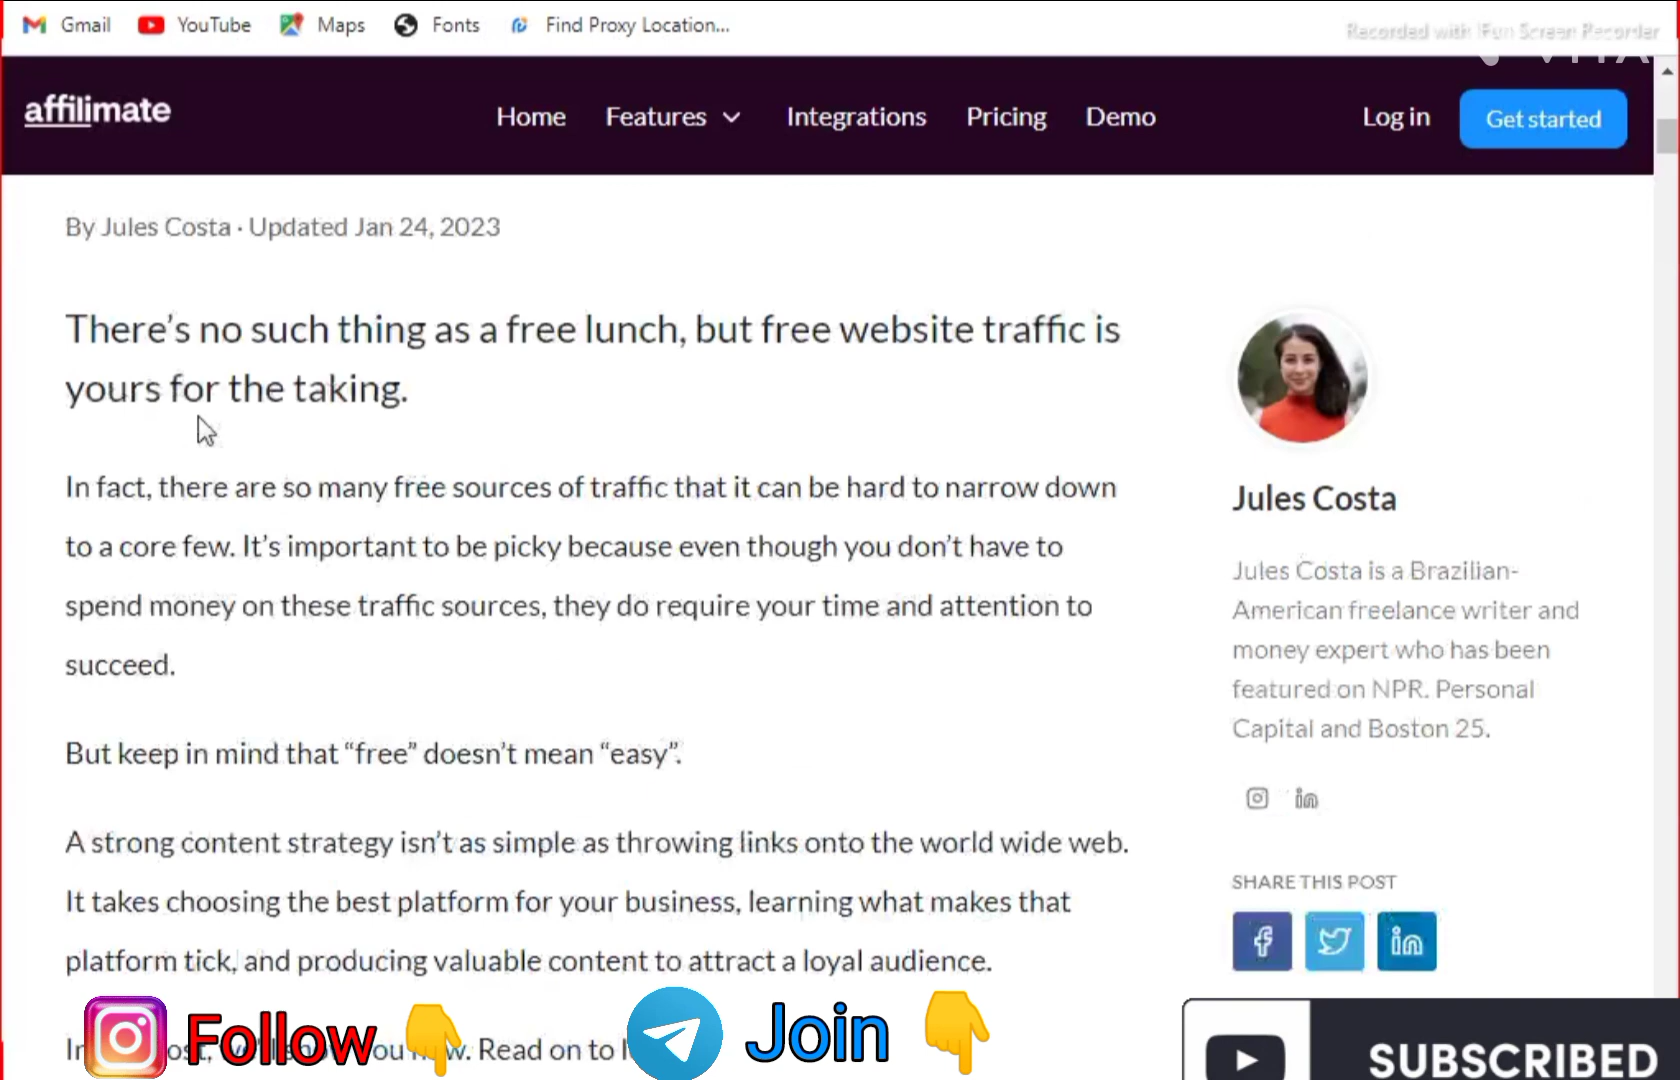 Gmail YouTube Maps Fonts Find Proxy Location...
Recorded with iFun Screen Recorder
affilimate Home Features Integrations Pricing Demo Log in Get started
By Jules Costa · Updated Jan 24, 2023
There’s no such thing as a free lunch, but free website traffic is
yours for the taking.
In fact, there are so many free sources of traffic that it can be hard to narrow down
to a core few. It’s important to be picky because even though you don’t have to
spend money on these traffic sources, they do require your time and attention to
succeed.
But keep in mind that “free” doesn’t mean “easy”.
A strong content strategy isn’t as simple as throwing links onto the world wide web.
It takes choosing the best platform for your business, learning what makes that
platform tick, and producing valuable content to attract a loyal audience.
Read on to
Jules Costa
Jules Costa is a Brazilian-
American freelance writer and
money expert who has been
featured on NPR. Personal
Capital and Boston 25.
SHARE THIS POST
Follow
Join
SUBSCRIBED